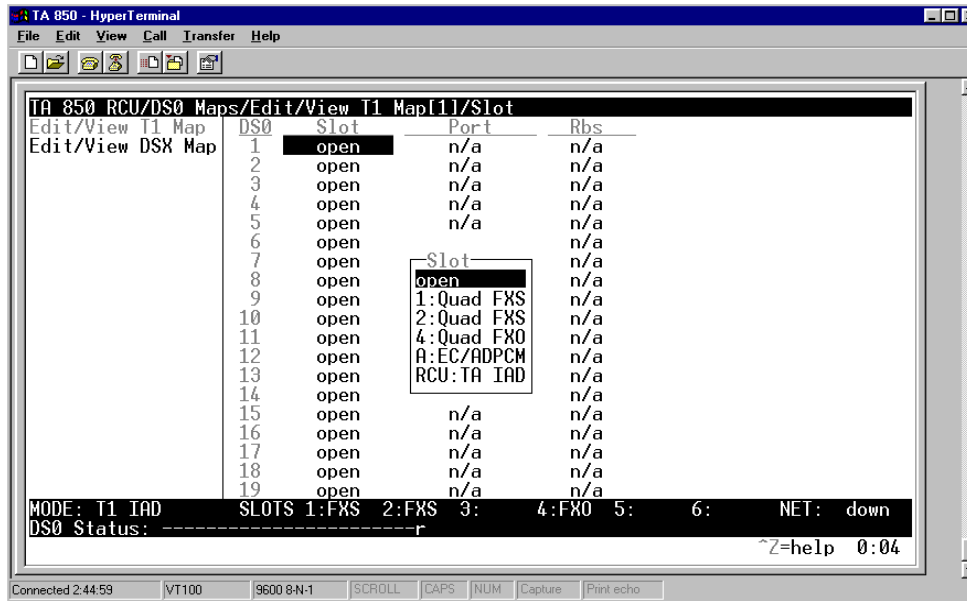 TA 850 - HyperTerminal
File Edit View Call Transfer Help
TA 850 RCU/DS0 Maps/Edit/View T1 Map[1]/Slot
Edit/View T1 Map DS0 Slot Port Rbs
Edit/View DSX Map 1 open n/a n/a
2 open n/a n/a
3 open n/a n/a
4 open n/a n/a
5 open n/a n/a
6 open n/a
7 open Slot n/a
8 open open n/a
9 open 1:Quad FXS n/a
10 open 2:Quad FXS n/a
11 open 4:Quad FXO n/a
12 open A:EC/ADPCM n/a
13 open RCU:TA IAD n/a
14 open n/a
15 open n/a n/a
16 open n/a n/a
17 open n/a n/a
18 open n/a n/a
19 open n/a n/a
MODE: T1 IAD SLOTS 1:FXS 2:FXS 3: 4:FXO 5: 6: NET: down
DS0 Status: -----------------------r
^Z=help 0:04
Connected 2:44:59 VT100 9600 8-N-1 SCROLL CAPS NUM Capture Print echo